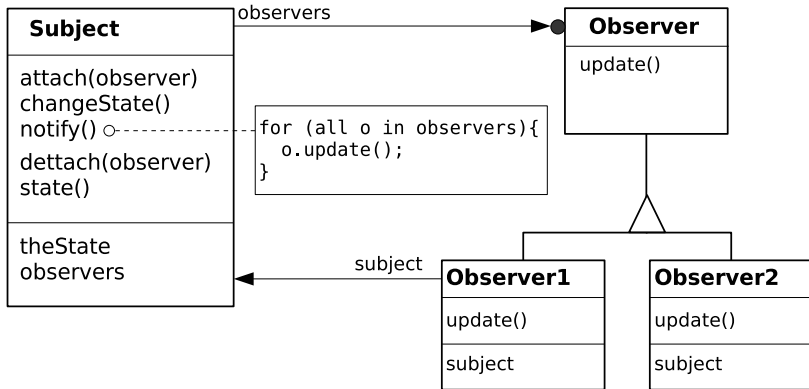 Subject
attach(observer)
changeState()
notify()
dettach(observer)
state()
theState
observers
observers
Observer
update()
for (all o in observers){
  o.update();
}
subject
Observer1
update()
subject
Observer2
update()
subject